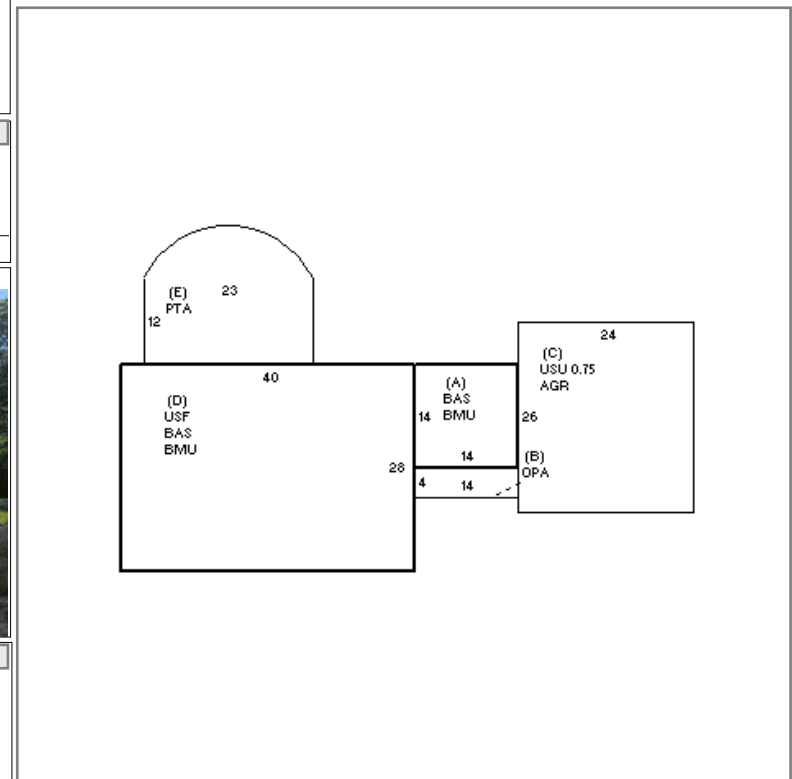 (E)
PTA
23
12
24
(C)
USU 0.75
AGR
26
40
(D)
USF
BAS
BMU
28
(A)
BAS
BMU
14
14
(B)
OPA
4
14